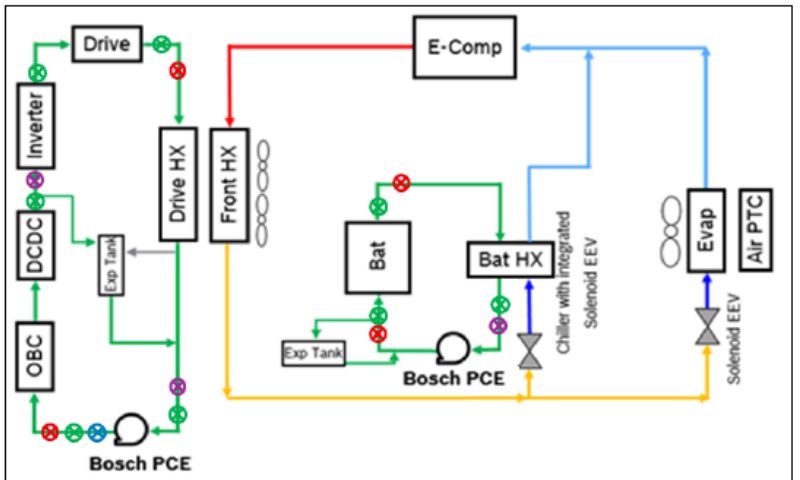 Drive
E-Comp
Inverter
Drive HX
Front HX
DCDC
Exp Tank
OBC
Bosch PCE
Bat
Bat HX
Exp Tank
Bosch PCE
Chiller with integrated
Solenoid EEV
Evap
Air PTC
Solenoid EEV